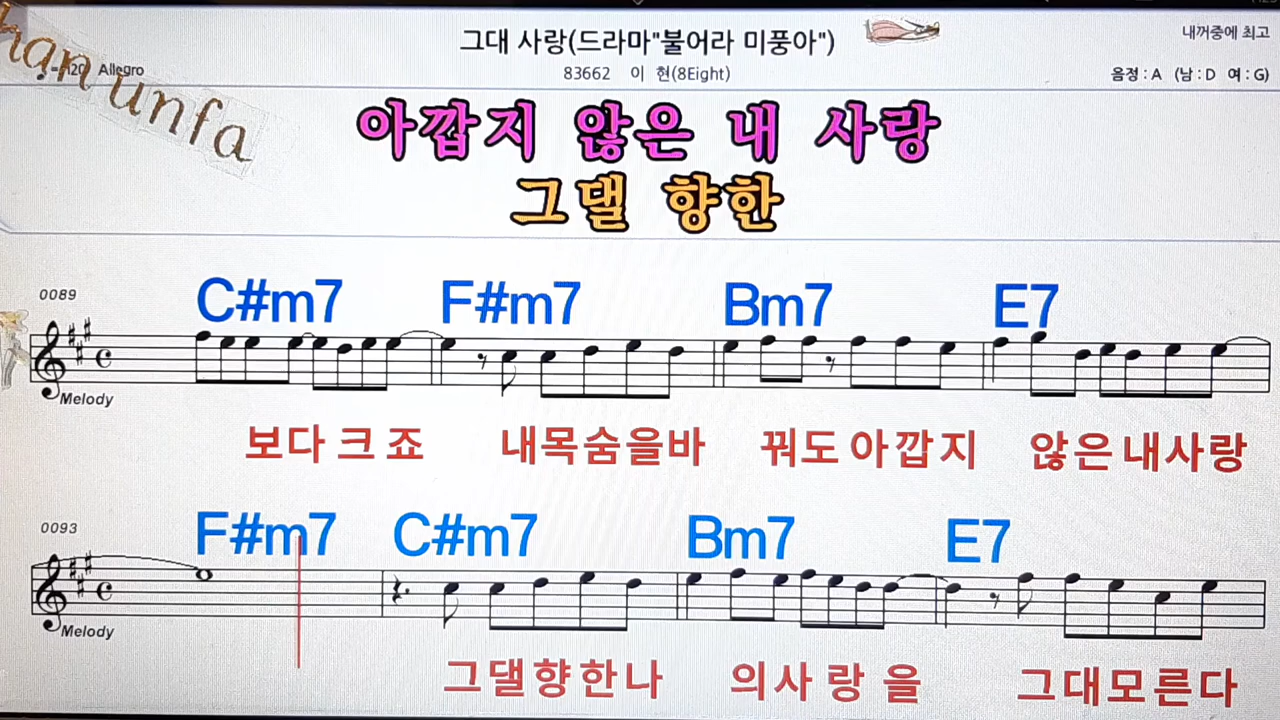 그대 사랑(드라마"불어라 미풍아")
내꺼중에 최고
Allegro
83662 이 현(8Eight)
음정 : A (남 : D 여 : G)
han unfa
아깝지 않은 내 사랑
그댈 향한
0089
C#m7 F#m7 Bm7 E7
Melody
보다 크 죠 내목숨을바 꿔도 아깝지 않은내사랑
0093
F#m7 C#m7 Bm7 E7
Melody
그댈향한나 의사 랑 을 그대모른다